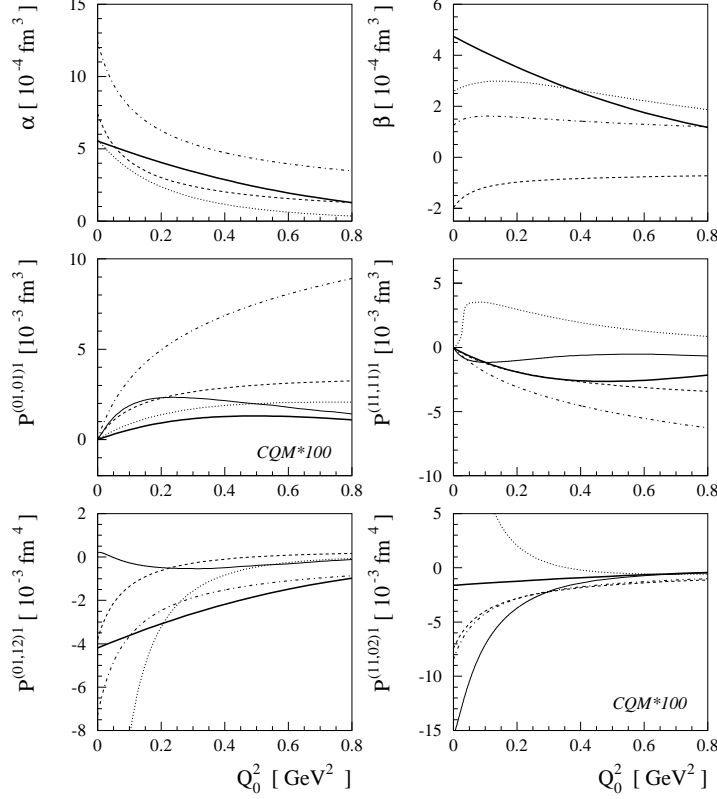 α [ 10⁻⁴ fm³ ]
15
10
5
0
0 0.2 0.4 0.6 0.8
β [ 10⁻⁴ fm³ ]
6
4
2
0
-2
0 0.2 0.4 0.6 0.8
P⁽⁰¹,⁰¹⁾¹ [10⁻³ fm³ ]
10
5
0
CQM*100
0 0.2 0.4 0.6 0.8
P⁽¹¹,¹¹⁾¹ [10⁻³ fm³ ]
5
0
-5
-10
0 0.2 0.4 0.6 0.8
P⁽⁰¹,¹²⁾¹ [ 10⁻³ fm⁴ ]
2
0
-2
-4
-6
-8
0 0.2 0.4 0.6 0.8
Q₀² [ GeV² ]
P⁽¹¹,⁰²⁾¹ [ 10⁻³ fm⁴ ]
5
0
-5
-10
-15
CQM*100
0 0.2 0.4 0.6 0.8
Q₀² [ GeV² ]